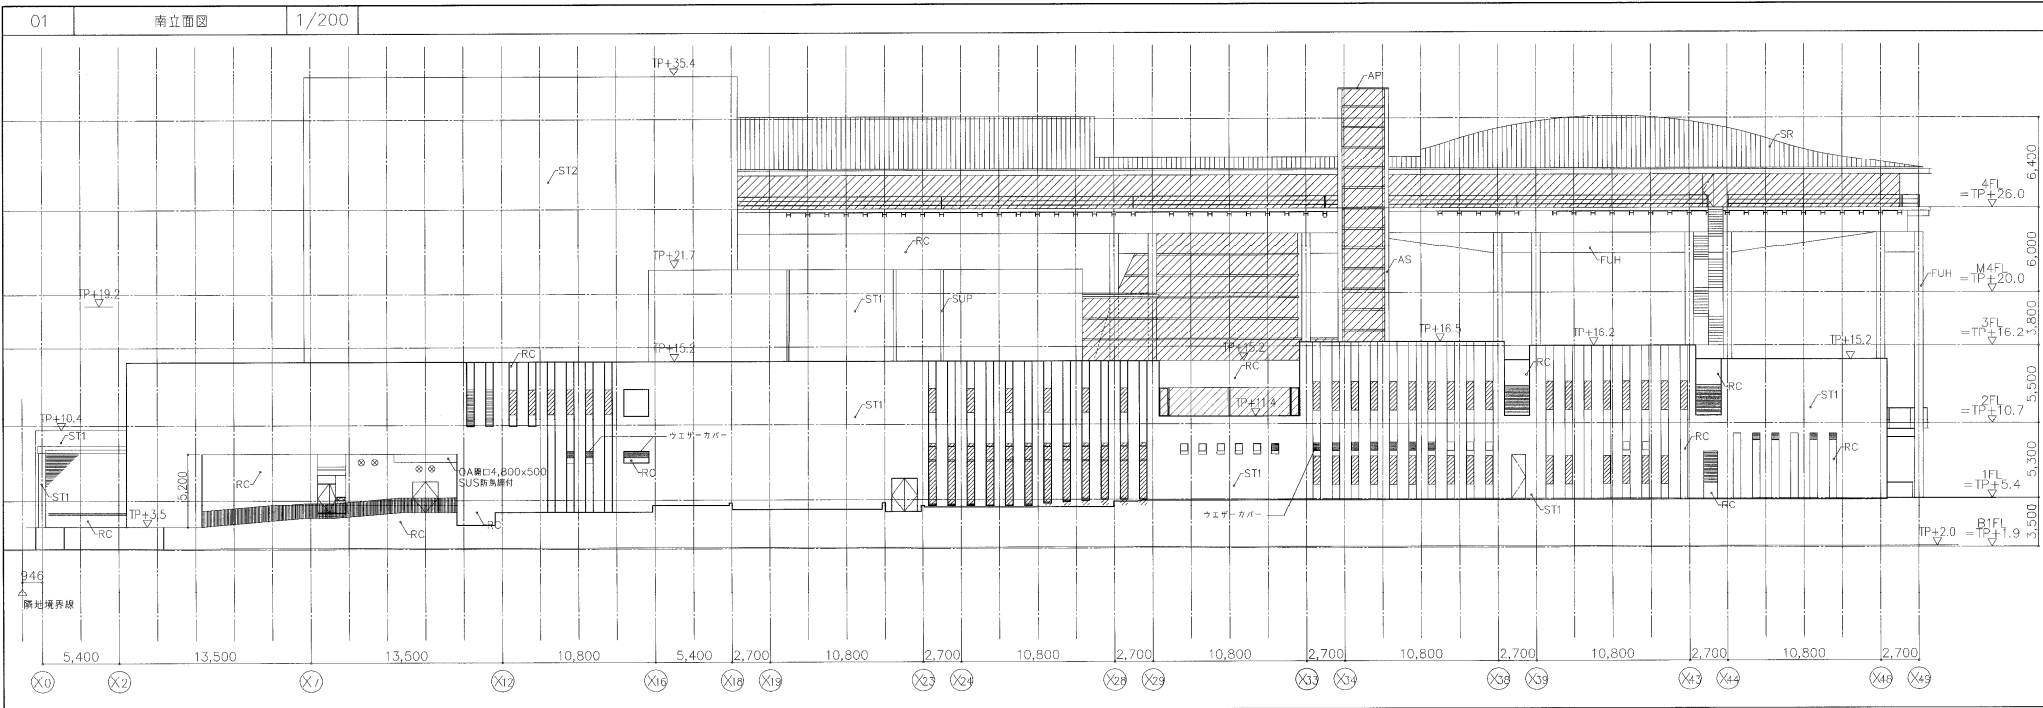 01 南立面図 1/200
TP+35.4
AP
SR
ST2
6,400
4FL
=TP+26.0
RC
TP+21.7
FUH
AS
FUH
6,000
M4FL
=TP+20.0
TP+19.2
ST1
SUP
3,800
3FL
=TP+16.2
TP+16.5
TP+16.2
TP+15.2
TP+15.2
TP+15.2
RC
RC
RC
RC
5,500
ST1
ST1
TP+11.4
2FL
=TP+10.7
TP+10.4
ST1
ウエザーカバー
RC
RC
RC
5,300
OA開口4,800x500
SUS防鳥網付
RC
ST1
1FL
=TP+5.4
5,200
ST1
RC
ST1
ウエザーカバー
TP+3.5
RC
RC
RC
3,500
B1FL
=TP+1.9
TP+2.0
946
隣地境界線
5,400 13,500 13,500 10,800 5,400 2,700 10,800 2,700 10,800 2,700 10,800 2,700 10,800 2,700 10,800 2,700 10,800 2,700
X0 X2 X7 X12 X16 X18 X19 X23 X24 X28 X29 X33 X34 X38 X39 X43 X44 X48 X49